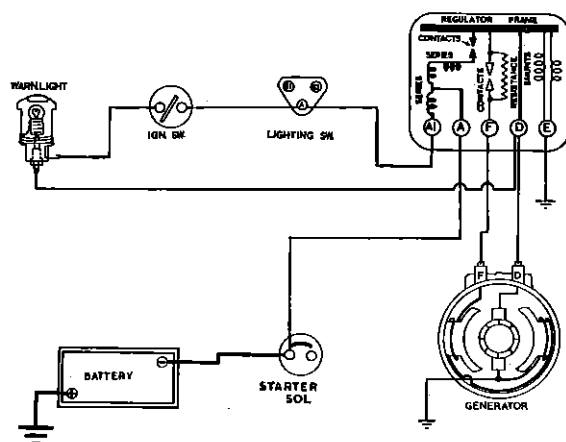 REGULATOR FRAME
CONTACTS
SERIES
SERIES
CONTACTS
RESISTANCE
SHUNTS
A1 A F D E
WARN LIGHT
IGN SW.
A
LIGHTING SW.
F D
BATTERY
STARTER
SOL
GENERATOR